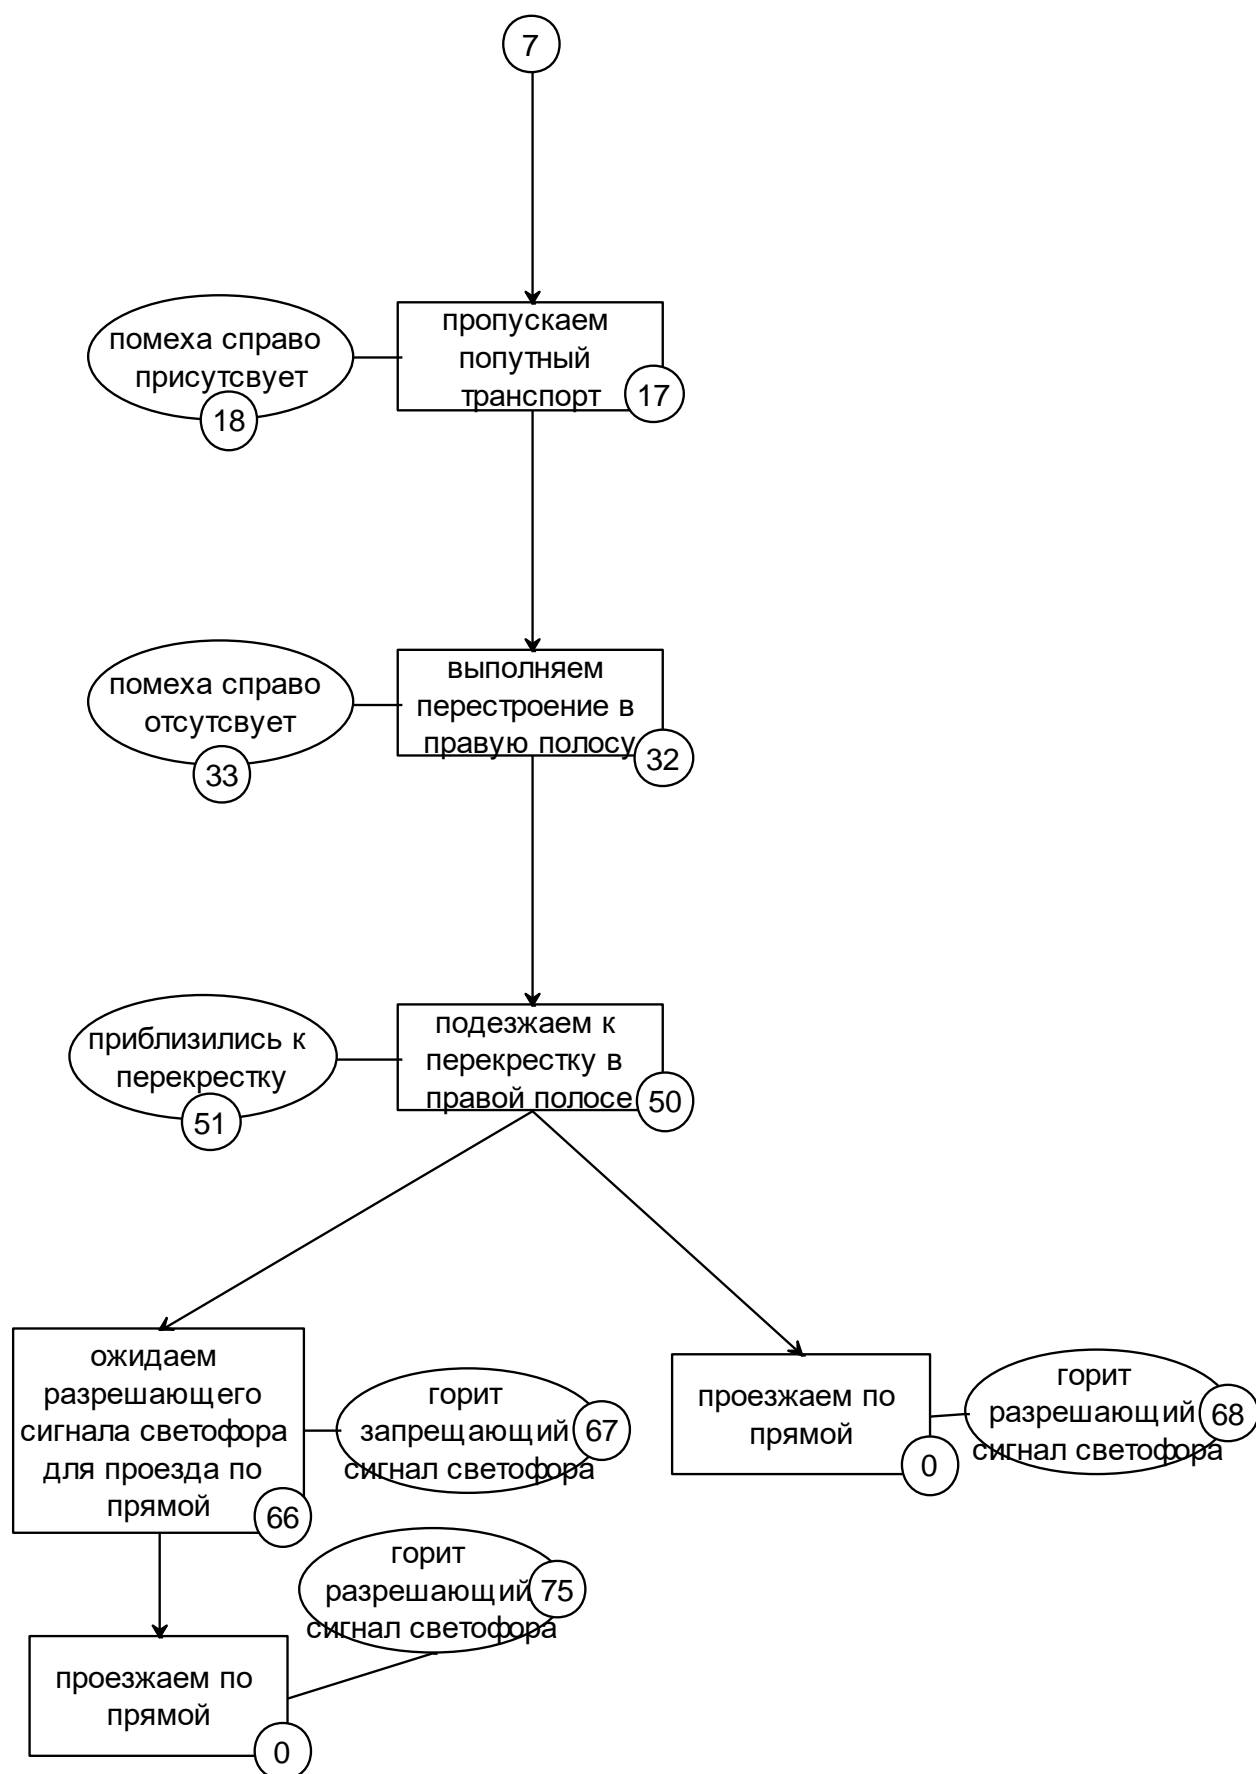 7
помеха справо
присутсвует
18
пропускаем
попутный
транспорт
17
помеха справо
отсутсвует
33
выполняем
перестроение в
правую полосу
32
приблизились к
перекрестку
51
подезжаем к
перекрестку в
правой полосе
50
ожидаем
разрешающего
сигнала светофора
для проезда по
прямой
66
горит
запрещающий
сигнал светофора
67
проезжаем по
прямой
0
горит
разрешающий
сигнал светофора
68
горит
разрешающий
сигнал светофора
75
проезжаем по
прямой
0